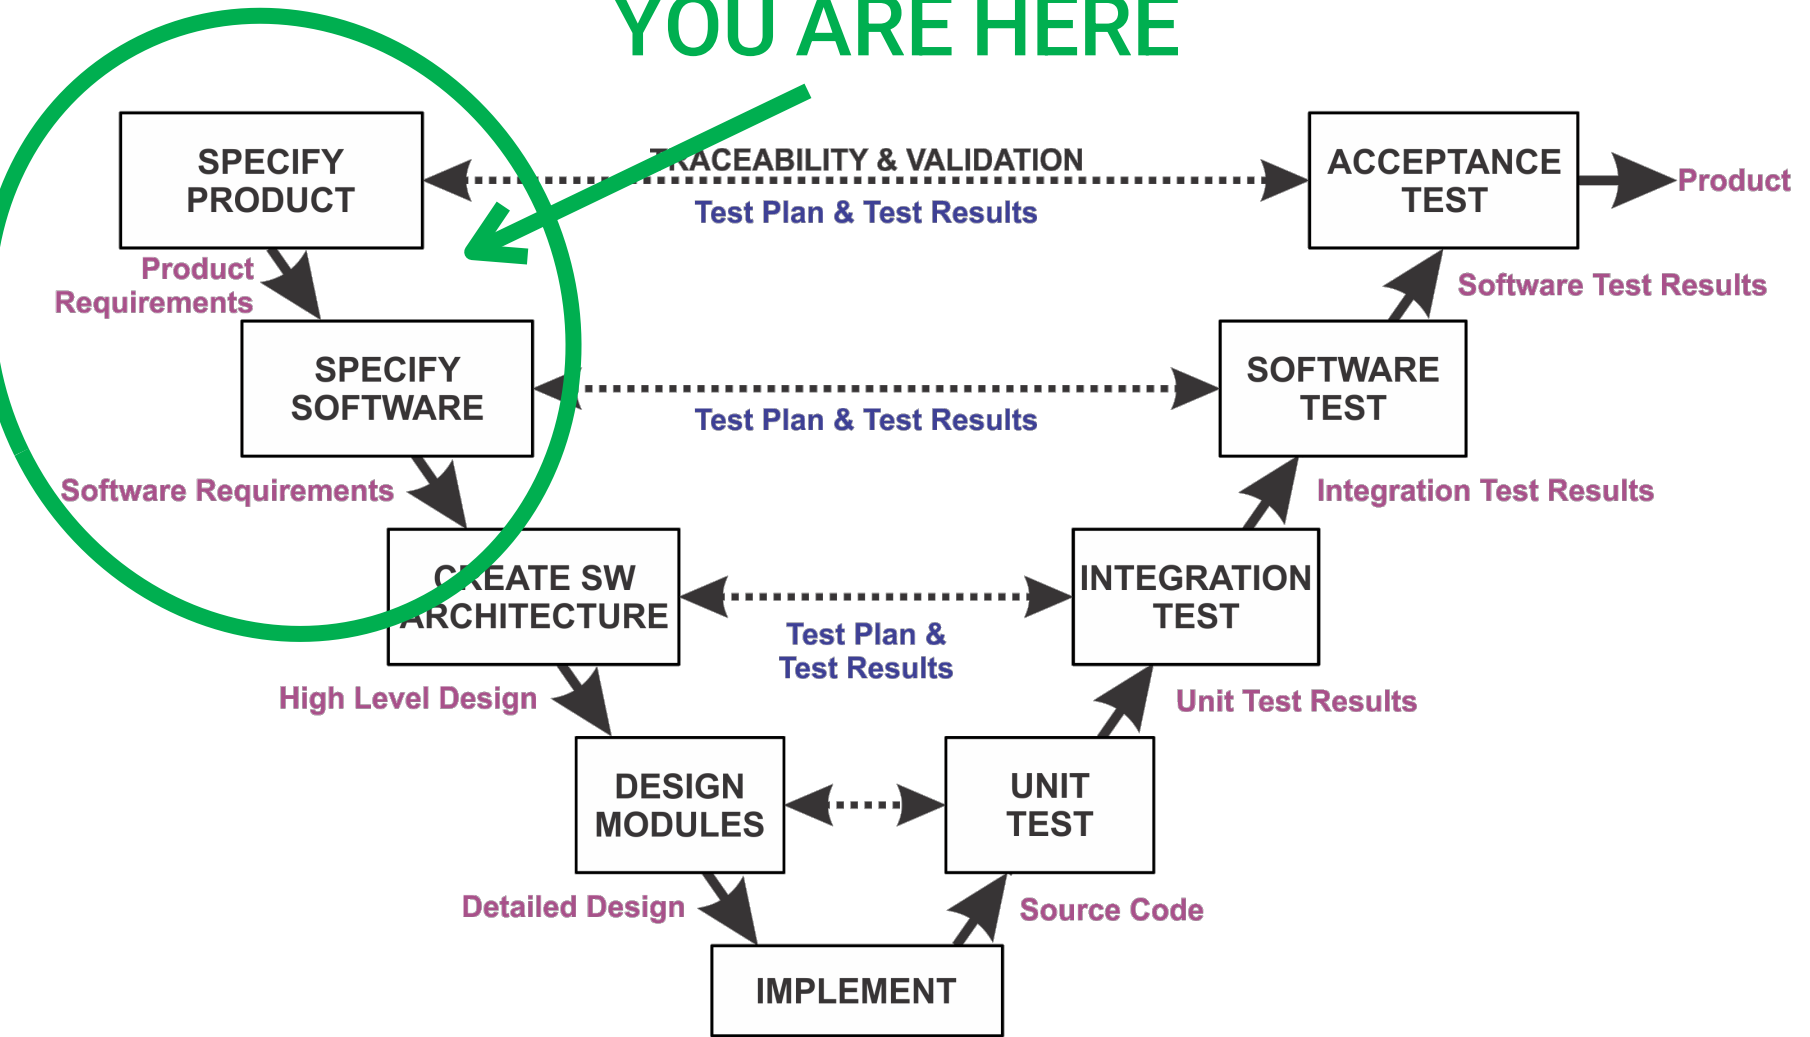 YOU ARE HERE
SPECIFY
PRODUCT
TRACEABILITY & VALIDATION
Test Plan & Test Results
ACCEPTANCE
TEST
Product
Product
Requirements
Software Test Results
SPECIFY
SOFTWARE
Test Plan & Test Results
SOFTWARE
TEST
Software Requirements
Integration Test Results
CREATE SW
ARCHITECTURE
Test Plan &
Test Results
INTEGRATION
TEST
High Level Design
Unit Test Results
DESIGN
MODULES
UNIT
TEST
Detailed Design
Source Code
IMPLEMENT